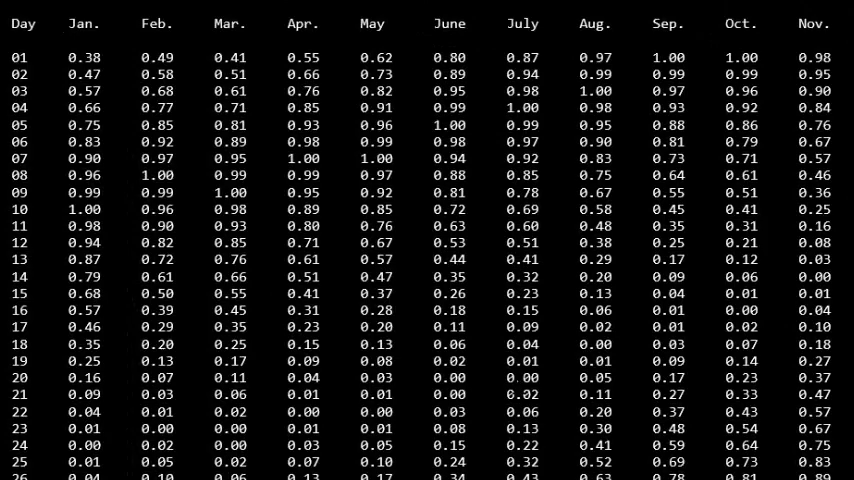 Day Jan. Feb. Mar. Apr. May June July Aug. Sep. Oct. Nov.
01 0.38 0.49 0.41 0.55 0.62 0.80 0.87 0.97 1.00 1.00 0.98
02 0.47 0.58 0.51 0.66 0.73 0.89 0.94 0.99 0.99 0.99 0.95
03 0.57 0.68 0.61 0.76 0.82 0.95 0.98 1.00 0.97 0.96 0.90
04 0.66 0.77 0.71 0.85 0.91 0.99 1.00 0.98 0.93 0.92 0.84
05 0.75 0.85 0.81 0.93 0.96 1.00 0.99 0.95 0.88 0.86 0.76
06 0.83 0.92 0.89 0.98 0.99 0.98 0.97 0.90 0.81 0.79 0.67
07 0.90 0.97 0.95 1.00 1.00 0.94 0.92 0.83 0.73 0.71 0.57
08 0.96 1.00 0.99 0.99 0.97 0.88 0.85 0.75 0.64 0.61 0.46
09 0.99 0.99 1.00 0.95 0.92 0.81 0.78 0.67 0.55 0.51 0.36
10 1.00 0.96 0.98 0.89 0.85 0.72 0.69 0.58 0.45 0.41 0.25
11 0.98 0.90 0.93 0.80 0.76 0.63 0.60 0.48 0.35 0.31 0.16
12 0.94 0.82 0.85 0.71 0.67 0.53 0.51 0.38 0.25 0.21 0.08
13 0.87 0.72 0.76 0.61 0.57 0.44 0.41 0.29 0.17 0.12 0.03
14 0.79 0.61 0.66 0.51 0.47 0.35 0.32 0.20 0.09 0.06 0.00
15 0.68 0.50 0.55 0.41 0.37 0.26 0.23 0.13 0.04 0.01 0.01
16 0.57 0.39 0.45 0.31 0.28 0.18 0.15 0.06 0.01 0.00 0.04
17 0.46 0.29 0.35 0.23 0.20 0.11 0.09 0.02 0.01 0.02 0.10
18 0.35 0.20 0.25 0.15 0.13 0.06 0.04 0.00 0.03 0.07 0.18
19 0.25 0.13 0.17 0.09 0.08 0.02 0.01 0.01 0.09 0.14 0.27
20 0.16 0.07 0.11 0.04 0.03 0.00 0.00 0.05 0.17 0.23 0.37
21 0.09 0.03 0.06 0.01 0.01 0.00 0.02 0.11 0.27 0.33 0.47
22 0.04 0.01 0.02 0.00 0.00 0.03 0.06 0.20 0.37 0.43 0.57
23 0.01 0.00 0.00 0.01 0.01 0.08 0.13 0.30 0.48 0.54 0.67
24 0.00 0.02 0.00 0.03 0.05 0.15 0.22 0.41 0.59 0.64 0.75
25 0.01 0.05 0.02 0.07 0.10 0.24 0.32 0.52 0.69 0.73 0.83
26 0.04 0.10 0.06 0.13 0.17 0.34 0.43 0.63 0.78 0.81 0.89